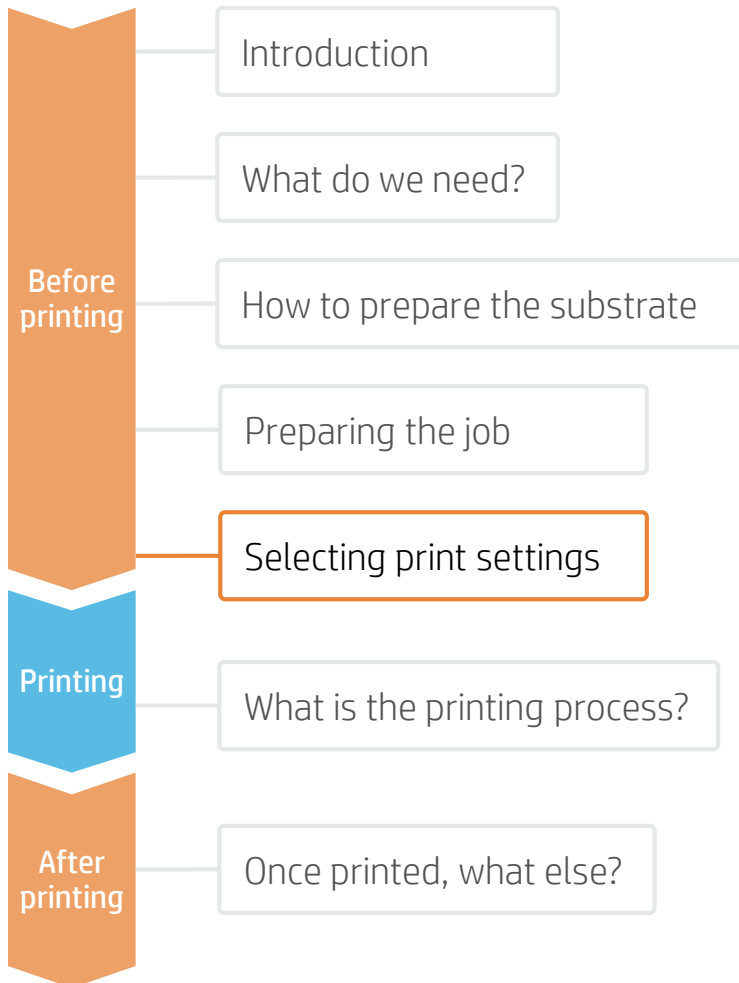 Introduction
What do we need?
Before
printing
How to prepare the substrate
Preparing the job
Selecting print settings
Printing
What is the printing process?
After
printing
Once printed, what else?